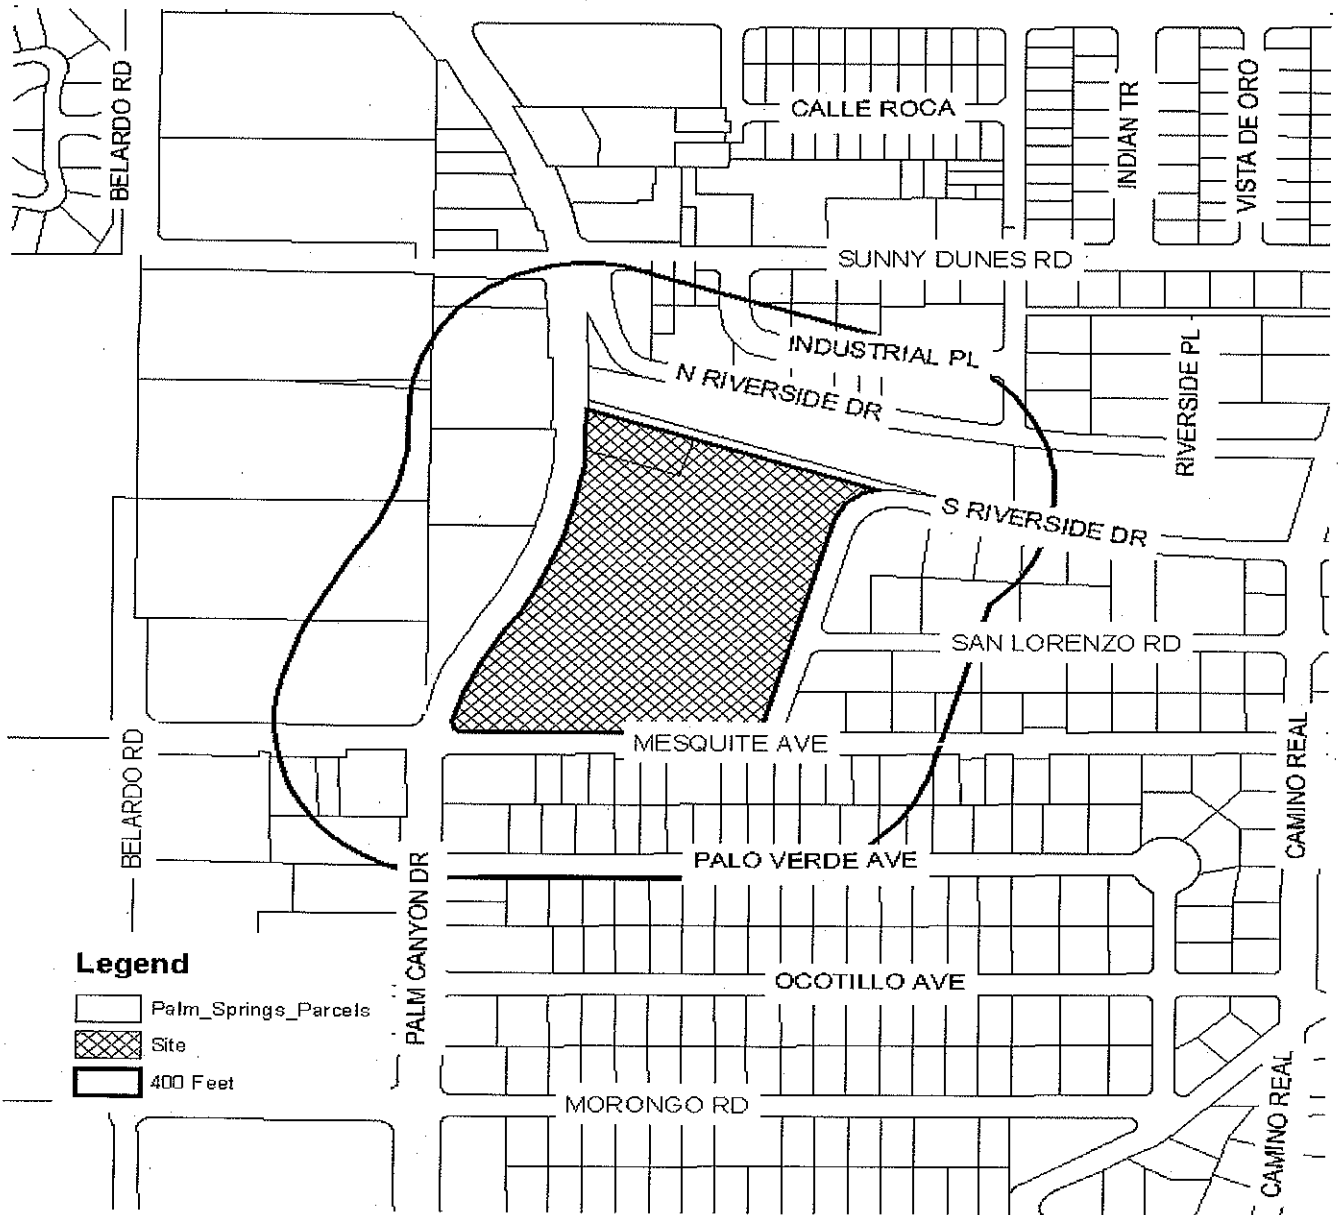 BELARDO RD
CALLE ROCA
INDIAN TR
VISTA DE ORO
SUNNY DUNES RD
INDUSTRIAL PL
N RIVERSIDE DR
RIVERSIDE PL
S RIVERSIDE DR
SAN LORENZO RD
BELARDO RD
MESQUITE AVE
CAMINO REAL
PALO VERDE AVE
PALM CANYON DR
OCOTILLO AVE
MORONGO RD
CAMINO REAL
Legend
Palm_Springs_Parcels
Site
400 Feet